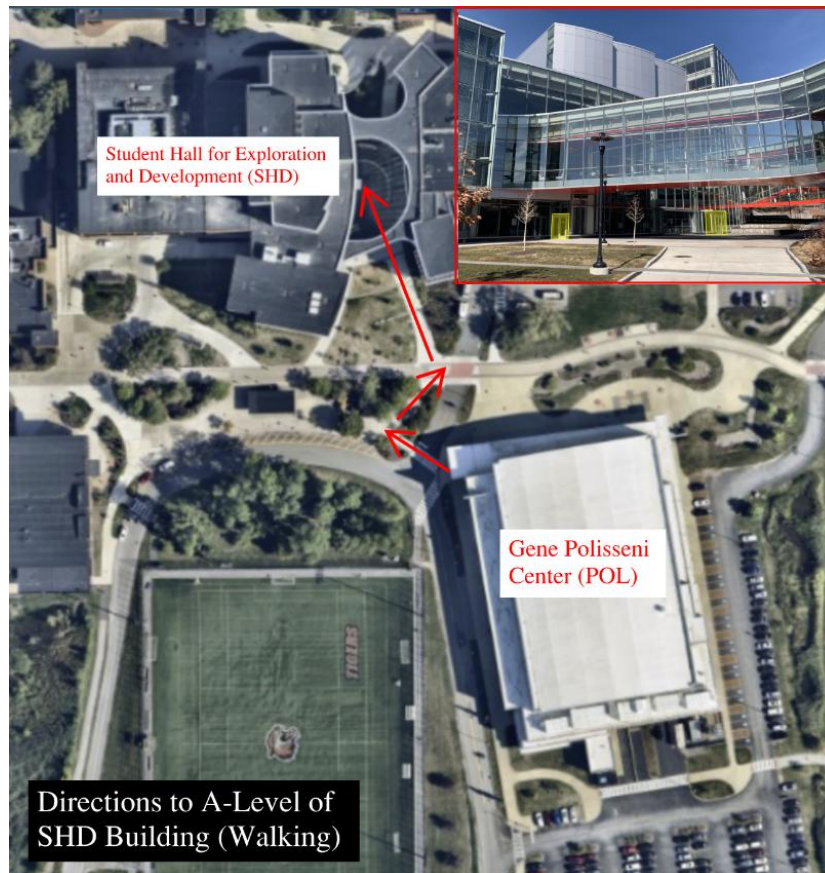 Student Hall for Exploration
and Development (SHD)
Gene Polisseni
Center (POL)
TIGERS
Directions to A-Level of
SHD Building (Walking)